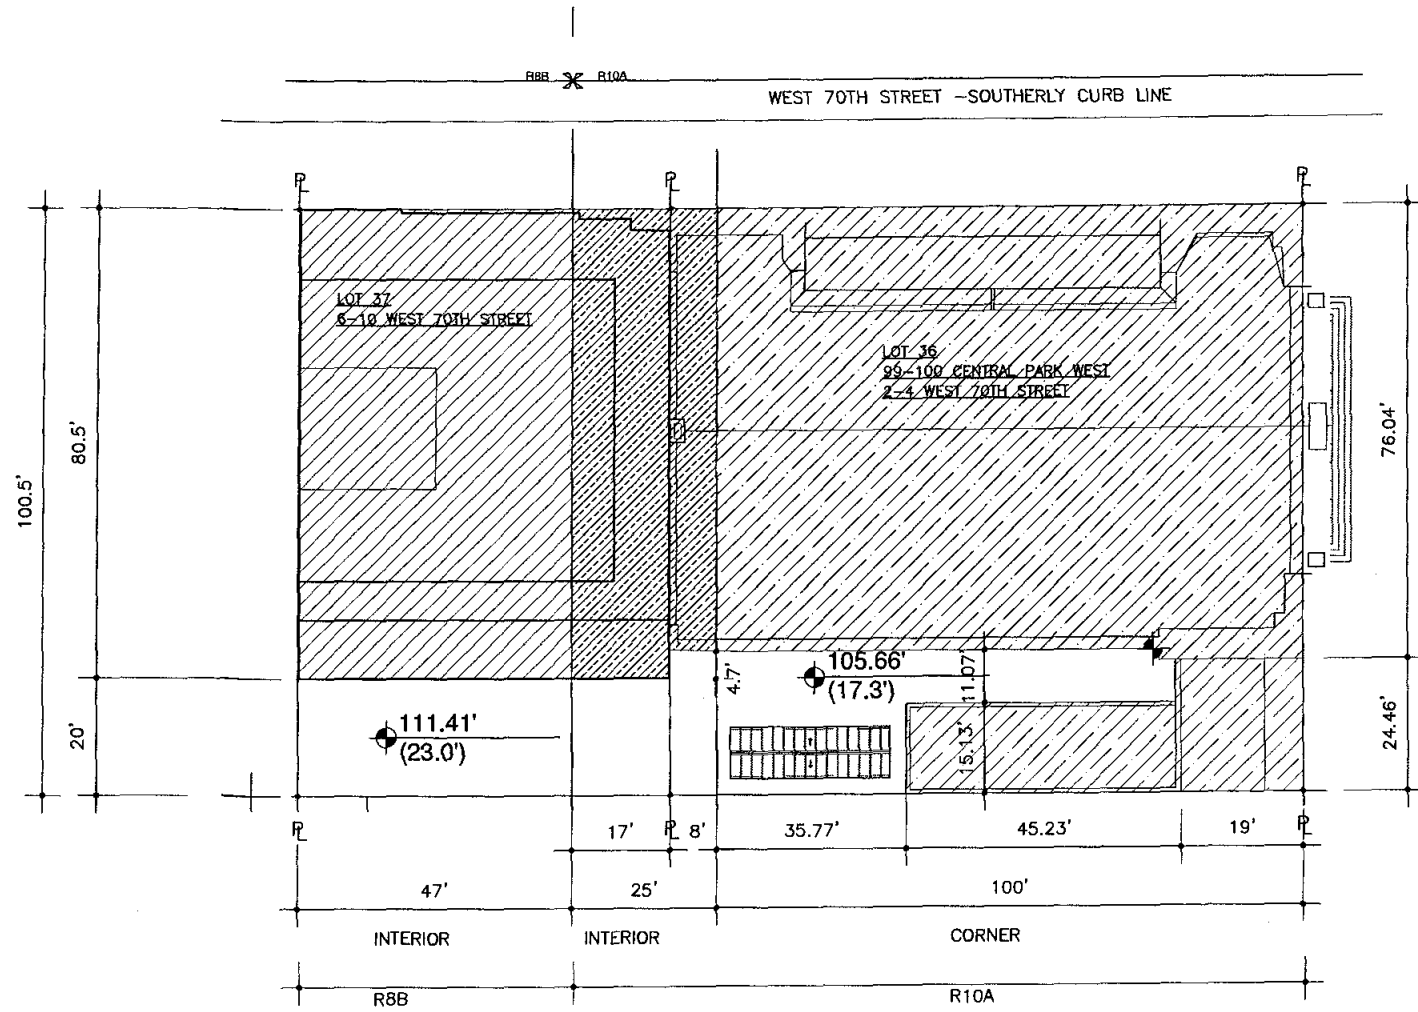 R8B R10A
WEST 70TH STREET -SOUTHERLY CURB LINE
PL PL PL
LOT 37
6-10 WEST 70TH STREET
LOT 36
99-100 CENTRAL PARK WEST
2-4 WEST 70TH STREET
100.5'
80.5'
20'
76.04'
24.46'
111.41'
(23.0')
105.66'
(17.3')
4.7'
11.07'
15.13'
PL 17' PL 8' 35.77' 45.23' 19' PL
47' 25' 100'
INTERIOR INTERIOR CORNER
R8B R10A